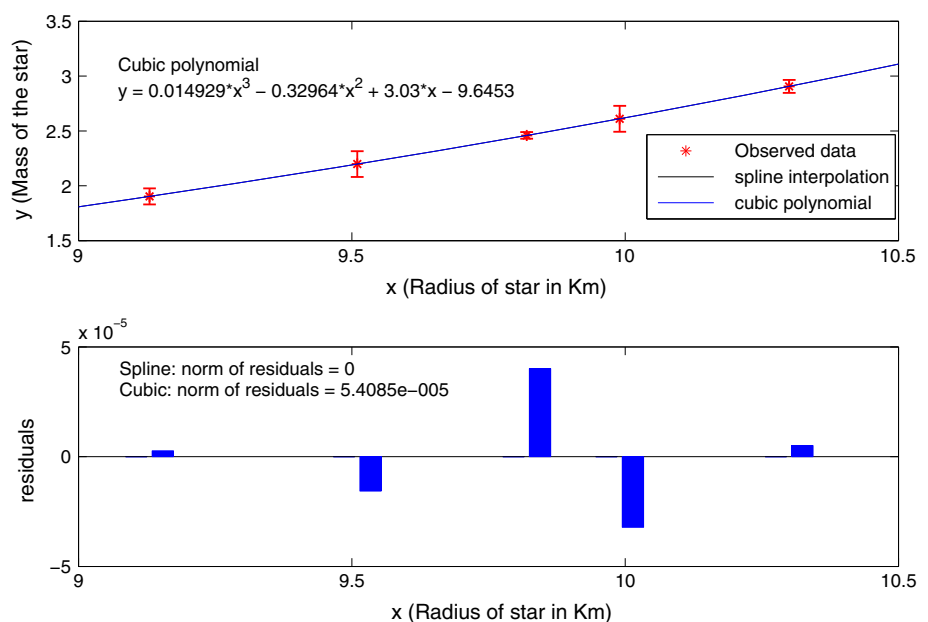 3.5
3
2.5
2
1.5
y (Mass of the star)
Cubic polynomial
y = 0.014929*x³ − 0.32964*x² + 3.03*x − 9.6453
Observed data
spline interpolation
cubic polynomial
9 9.5 10 10.5
x (Radius of star in Km)
x 10⁻⁵
5
0
−5
residuals
Spline: norm of residuals = 0
Cubic: norm of residuals = 5.4085e−005
9 9.5 10 10.5
x (Radius of star in Km)